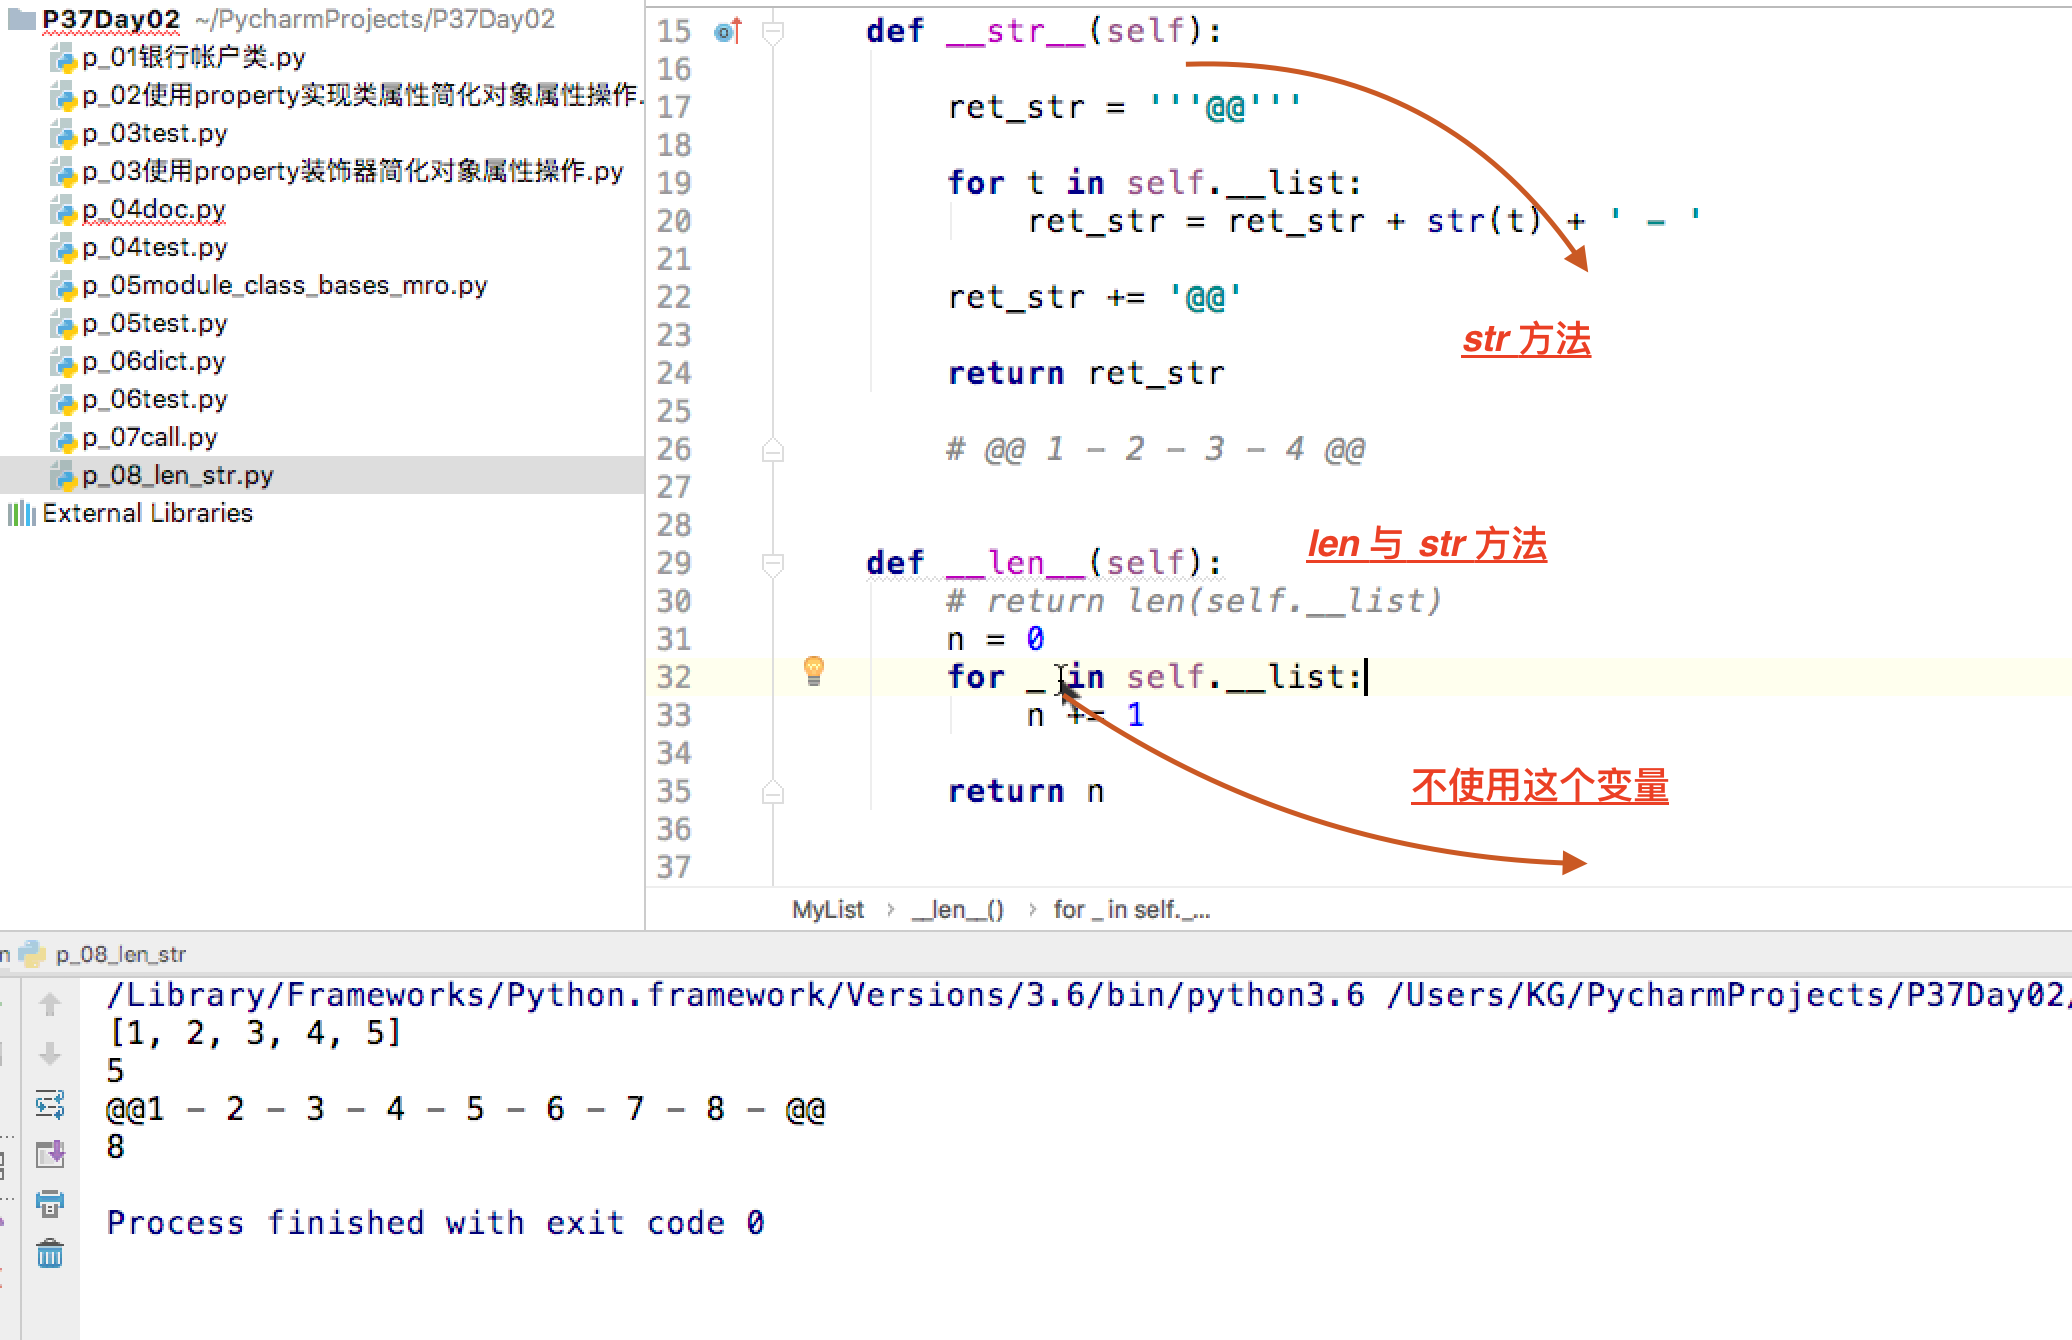 P37Day02 ~/PycharmProjects/P37Day02
p_01银行帐户类.py
p_02使用property实现类属性简化对象属性操作.
p_03test.py
p_03使用property装饰器简化对象属性操作.py
p_04doc.py
p_04test.py
p_05module_class_bases_mro.py
p_05test.py
p_06dict.py
p_06test.py
p_07call.py
p_08_len_str.py
External Libraries
15 def __str__(self):
16
17 ret_str = '''@@'''
18
19 for t in self.__list:
20 ret_str = ret_str + str(t) + ' - '
21
22 ret_str += '@@'
23
str 方法
24 return ret_str
25
26 # @@ 1 - 2 - 3 - 4 @@
27
28
len 与 str 方法
29 def __len__(self):
30 # return len(self.__list)
31 n = 0
32 for _ in self.__list:
33 n += 1
34
不使用这个变量
35 return n
36
37
MyList › __len__() › for _ in self._...
n p_08_len_str
/Library/Frameworks/Python.framework/Versions/3.6/bin/python3.6 /Users/KG/PycharmProjects/P37Day02/
[1, 2, 3, 4, 5]
5
@@1 - 2 - 3 - 4 - 5 - 6 - 7 - 8 - @@
8
Process finished with exit code 0